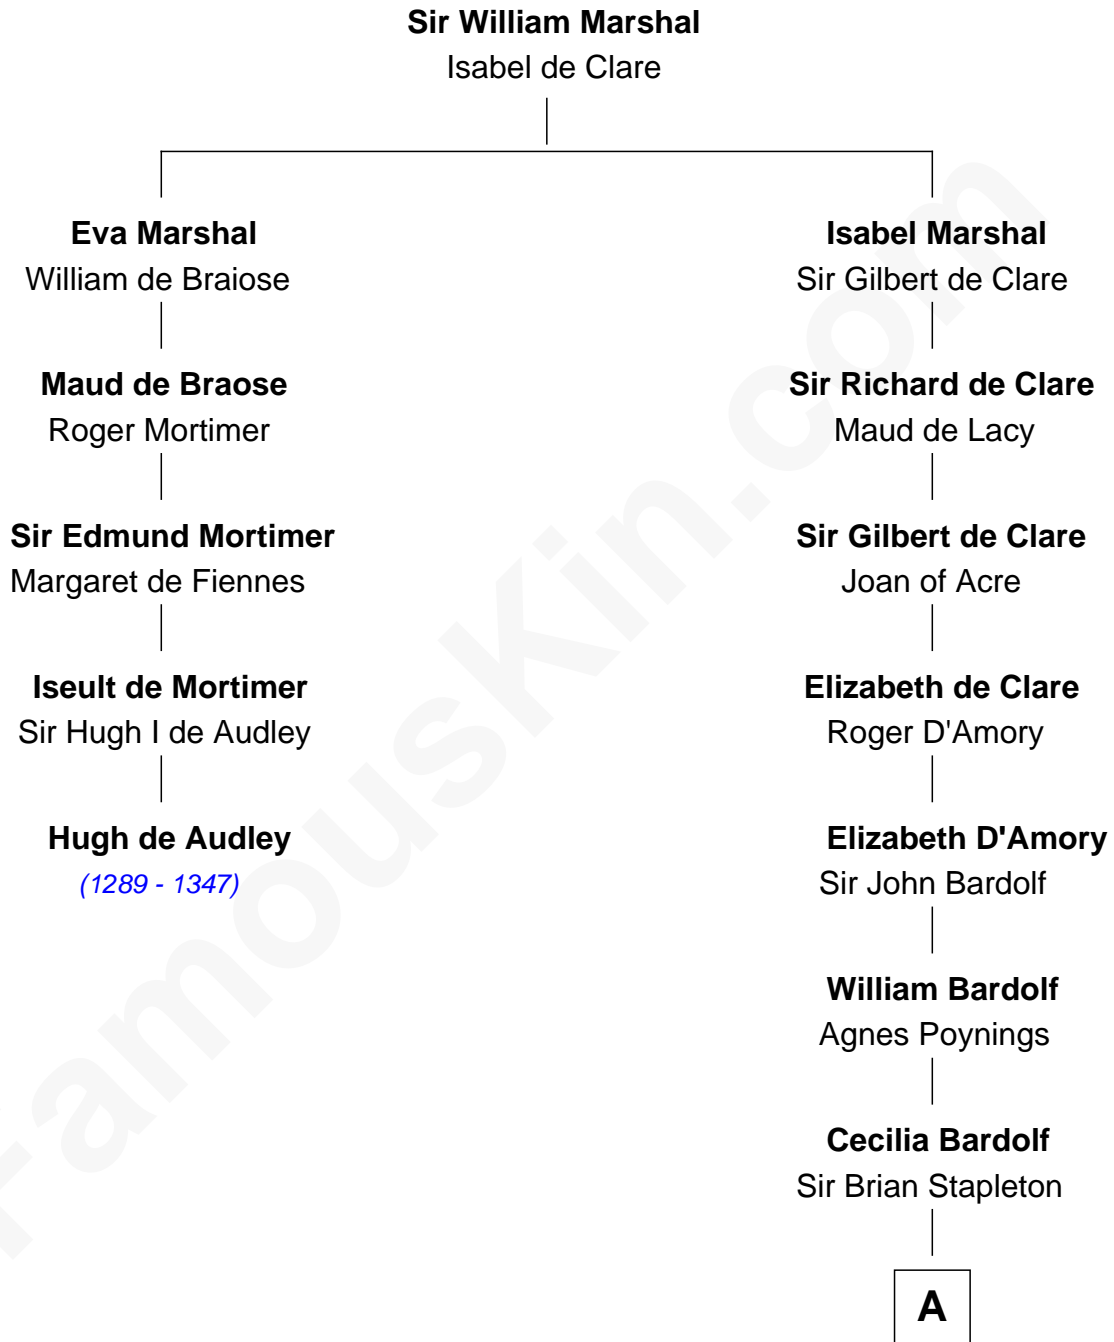 Sir William Marshal
Isabel de Clare
Eva Marshal
William de Braiose
Isabel Marshal
Sir Gilbert de Clare
Maud de Braose
Roger Mortimer
Sir Richard de Clare
Maud de Lacy
Sir Edmund Mortimer
Margaret de Fiennes
Sir Gilbert de Clare
Joan of Acre
Iseult de Mortimer
Sir Hugh I de Audley
Elizabeth de Clare
Roger D'Amory
Hugh de Audley
(1289 - 1347)
Elizabeth D'Amory
Sir John Bardolf
William Bardolf
Agnes Poynings
Cecilia Bardolf
Sir Brian Stapleton
A
FamousKin.com